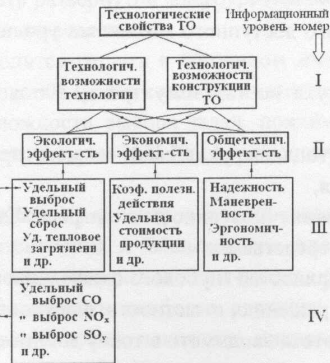 Технологические
свойства ТО
Информационный
уровень номер
Технологич.
возможности
технологии
Технологич.
возможности
конструкции
ТО
I
Экологич.
эффект-сть
Экономич.
эффект-сть
Общетехнич.
эффект-сть
II
Удельный
выброс
Удельный
сброс
Уд. тепловое
загрязнени
и др.
Коэф. полезн.
действия
Удельная
стоимость
продукции
и др.
Надежность
Маневрен-
ность
Эргономич-
ность
и др.
III
Удельный
выброс CO
" выброс NOx
" выброс SO2
и др.
IV